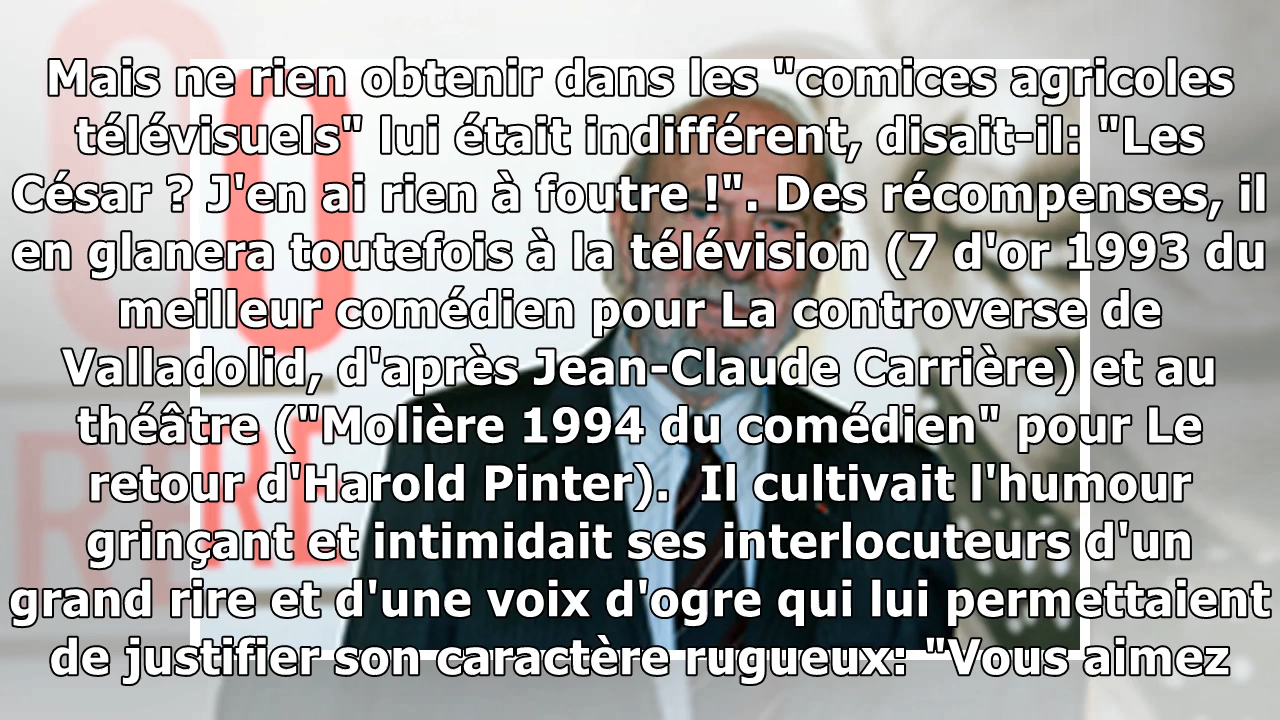 Mais ne rien obtenir dans les "comices agricoles
télévisuels" lui était indifférent, disait-il: "Les
César ? J'en ai rien à foutre !". Des récompenses, il
en glanera toutefois à la télévision (7 d'or 1993 du
meilleur comédien pour La controverse de
Valladolid, d'après Jean-Claude Carrière) et au
théâtre ("Molière 1994 du comédien" pour Le
retour d'Harold Pinter).  Il cultivait l'humour
grinçant et intimidait ses interlocuteurs d'un
grand rire et d'une voix d'ogre qui lui permettaient
de justifier son caractère rugueux: "Vous aimez